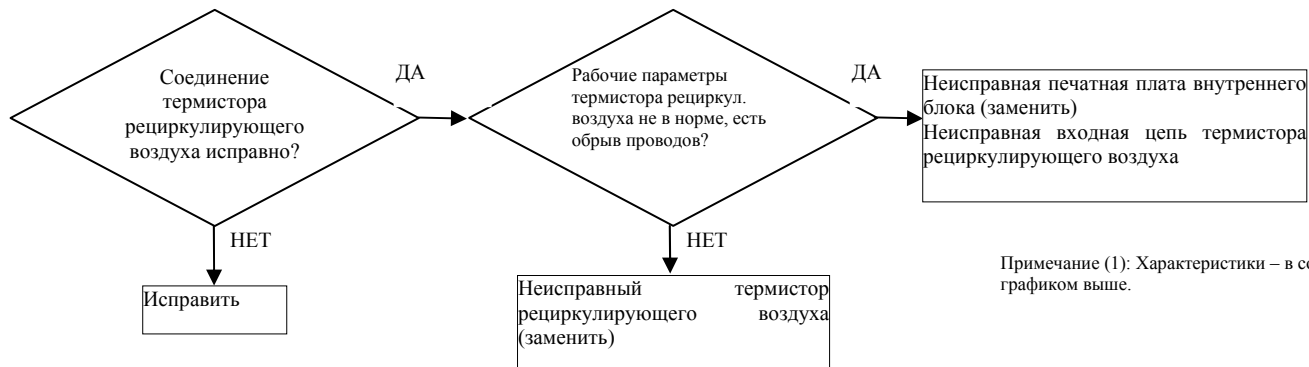 Соединение
термистора
рециркулирующего
воздуха исправно?
ДА
Рабочие параметры
термистора рециркул.
воздуха не в норме, есть
обрыв проводов?
ДА
Неисправная печатная плата внутреннего
блока (заменить)
Неисправная входная цепь термистора
рециркулирующего воздуха
НЕТ
НЕТ
Исправить
Неисправный термистор
рециркулирующего воздуха
(заменить)
Примечание (1): Характеристики – в со
графиком выше.